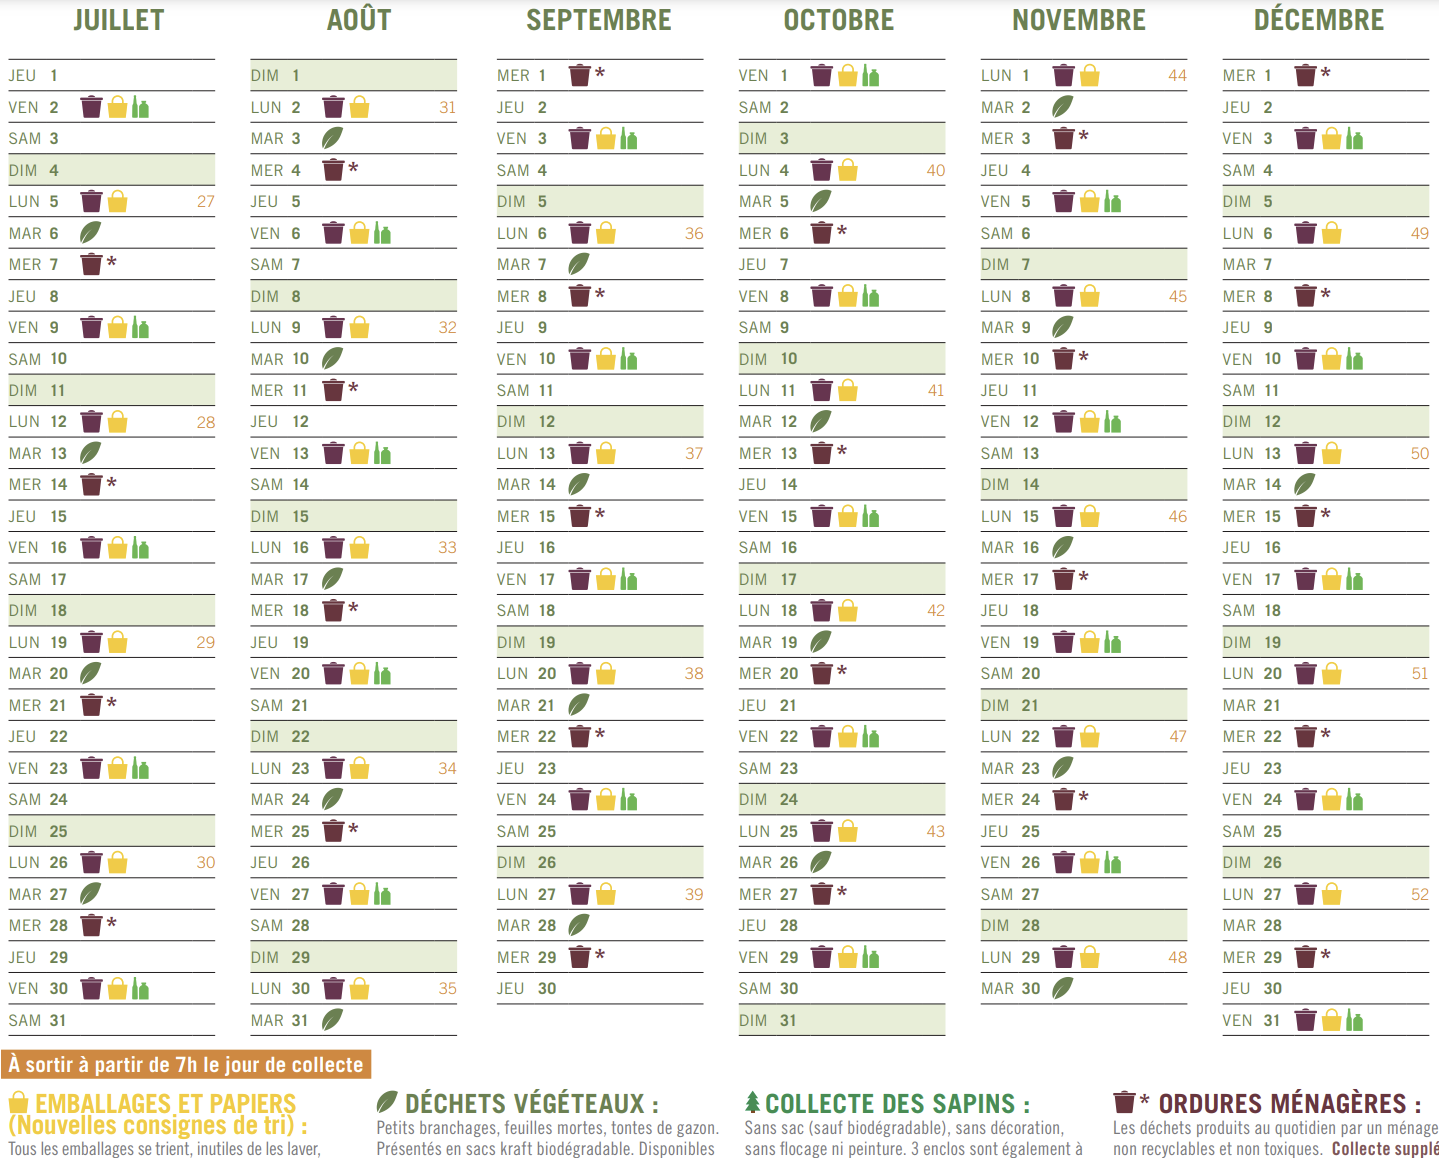 JUILLET
JEU 1
VEN 2
SAM 3
DIM 4
LUN 5 27
MAR 6
MER 7 *
JEU 8
VEN 9
SAM 10
DIM 11
LUN 12 28
MAR 13
MER 14 *
JEU 15
VEN 16
SAM 17
DIM 18
LUN 19 29
MAR 20
MER 21 *
JEU 22
VEN 23
SAM 24
DIM 25
LUN 26 30
MAR 27
MER 28 *
JEU 29
VEN 30
SAM 31
AOÛT
DIM 1
LUN 2 31
MAR 3
MER 4 *
JEU 5
VEN 6
SAM 7
DIM 8
LUN 9 32
MAR 10
MER 11 *
JEU 12
VEN 13
SAM 14
DIM 15
LUN 16 33
MAR 17
MER 18 *
JEU 19
VEN 20
SAM 21
DIM 22
LUN 23 34
MAR 24
MER 25 *
JEU 26
VEN 27
SAM 28
DIM 29
LUN 30 35
MAR 31
SEPTEMBRE
MER 1 *
JEU 2
VEN 3
SAM 4
DIM 5
LUN 6 36
MAR 7
MER 8 *
JEU 9
VEN 10
SAM 11
DIM 12
LUN 13 37
MAR 14
MER 15 *
JEU 16
VEN 17
SAM 18
DIM 19
LUN 20 38
MAR 21
MER 22 *
JEU 23
VEN 24
SAM 25
DIM 26
LUN 27 39
MAR 28
MER 29 *
JEU 30
OCTOBRE
VEN 1
SAM 2
DIM 3
LUN 4 40
MAR 5
MER 6 *
JEU 7
VEN 8
SAM 9
DIM 10
LUN 11 41
MAR 12
MER 13 *
JEU 14
VEN 15
SAM 16
DIM 17
LUN 18 42
MAR 19
MER 20 *
JEU 21
VEN 22
SAM 23
DIM 24
LUN 25 43
MAR 26
MER 27 *
JEU 28
VEN 29
SAM 30
DIM 31
NOVEMBRE
LUN 1 44
MAR 2
MER 3 *
JEU 4
VEN 5
SAM 6
DIM 7
LUN 8 45
MAR 9
MER 10 *
JEU 11
VEN 12
SAM 13
DIM 14
LUN 15 46
MAR 16
MER 17 *
JEU 18
VEN 19
SAM 20
DIM 21
LUN 22 47
MAR 23
MER 24 *
JEU 25
VEN 26
SAM 27
DIM 28
LUN 29 48
MAR 30
DÉCEMBRE
MER 1 *
JEU 2
VEN 3
SAM 4
DIM 5
LUN 6 49
MAR 7
MER 8 *
JEU 9
VEN 10
SAM 11
DIM 12
LUN 13 50
MAR 14
MER 15 *
JEU 16
VEN 17
SAM 18
DIM 19
LUN 20 51
MAR 21
MER 22 *
JEU 23
VEN 24
SAM 25
DIM 26
LUN 27 52
MAR 28
MER 29 *
JEU 30
VEN 31
À sortir à partir de 7h le jour de collecte
EMBALLAGES ET PAPIERS
(Nouvelles consignes de tri) :
Tous les emballages se trient, inutiles de les laver,
DÉCHETS VÉGÉTEAUX :
Petits branchages, feuilles mortes, tontes de gazon.
Présentés en sacs kraft biodégradable. Disponibles
COLLECTE DES SAPINS :
Sans sac (sauf biodégradable), sans décoration,
sans flocage ni peinture. 3 enclos sont également à
* ORDURES MÉNAGÈRES :
Les déchets produits au quotidien par un ménage
non recyclables et non toxiques. Collecte supplé